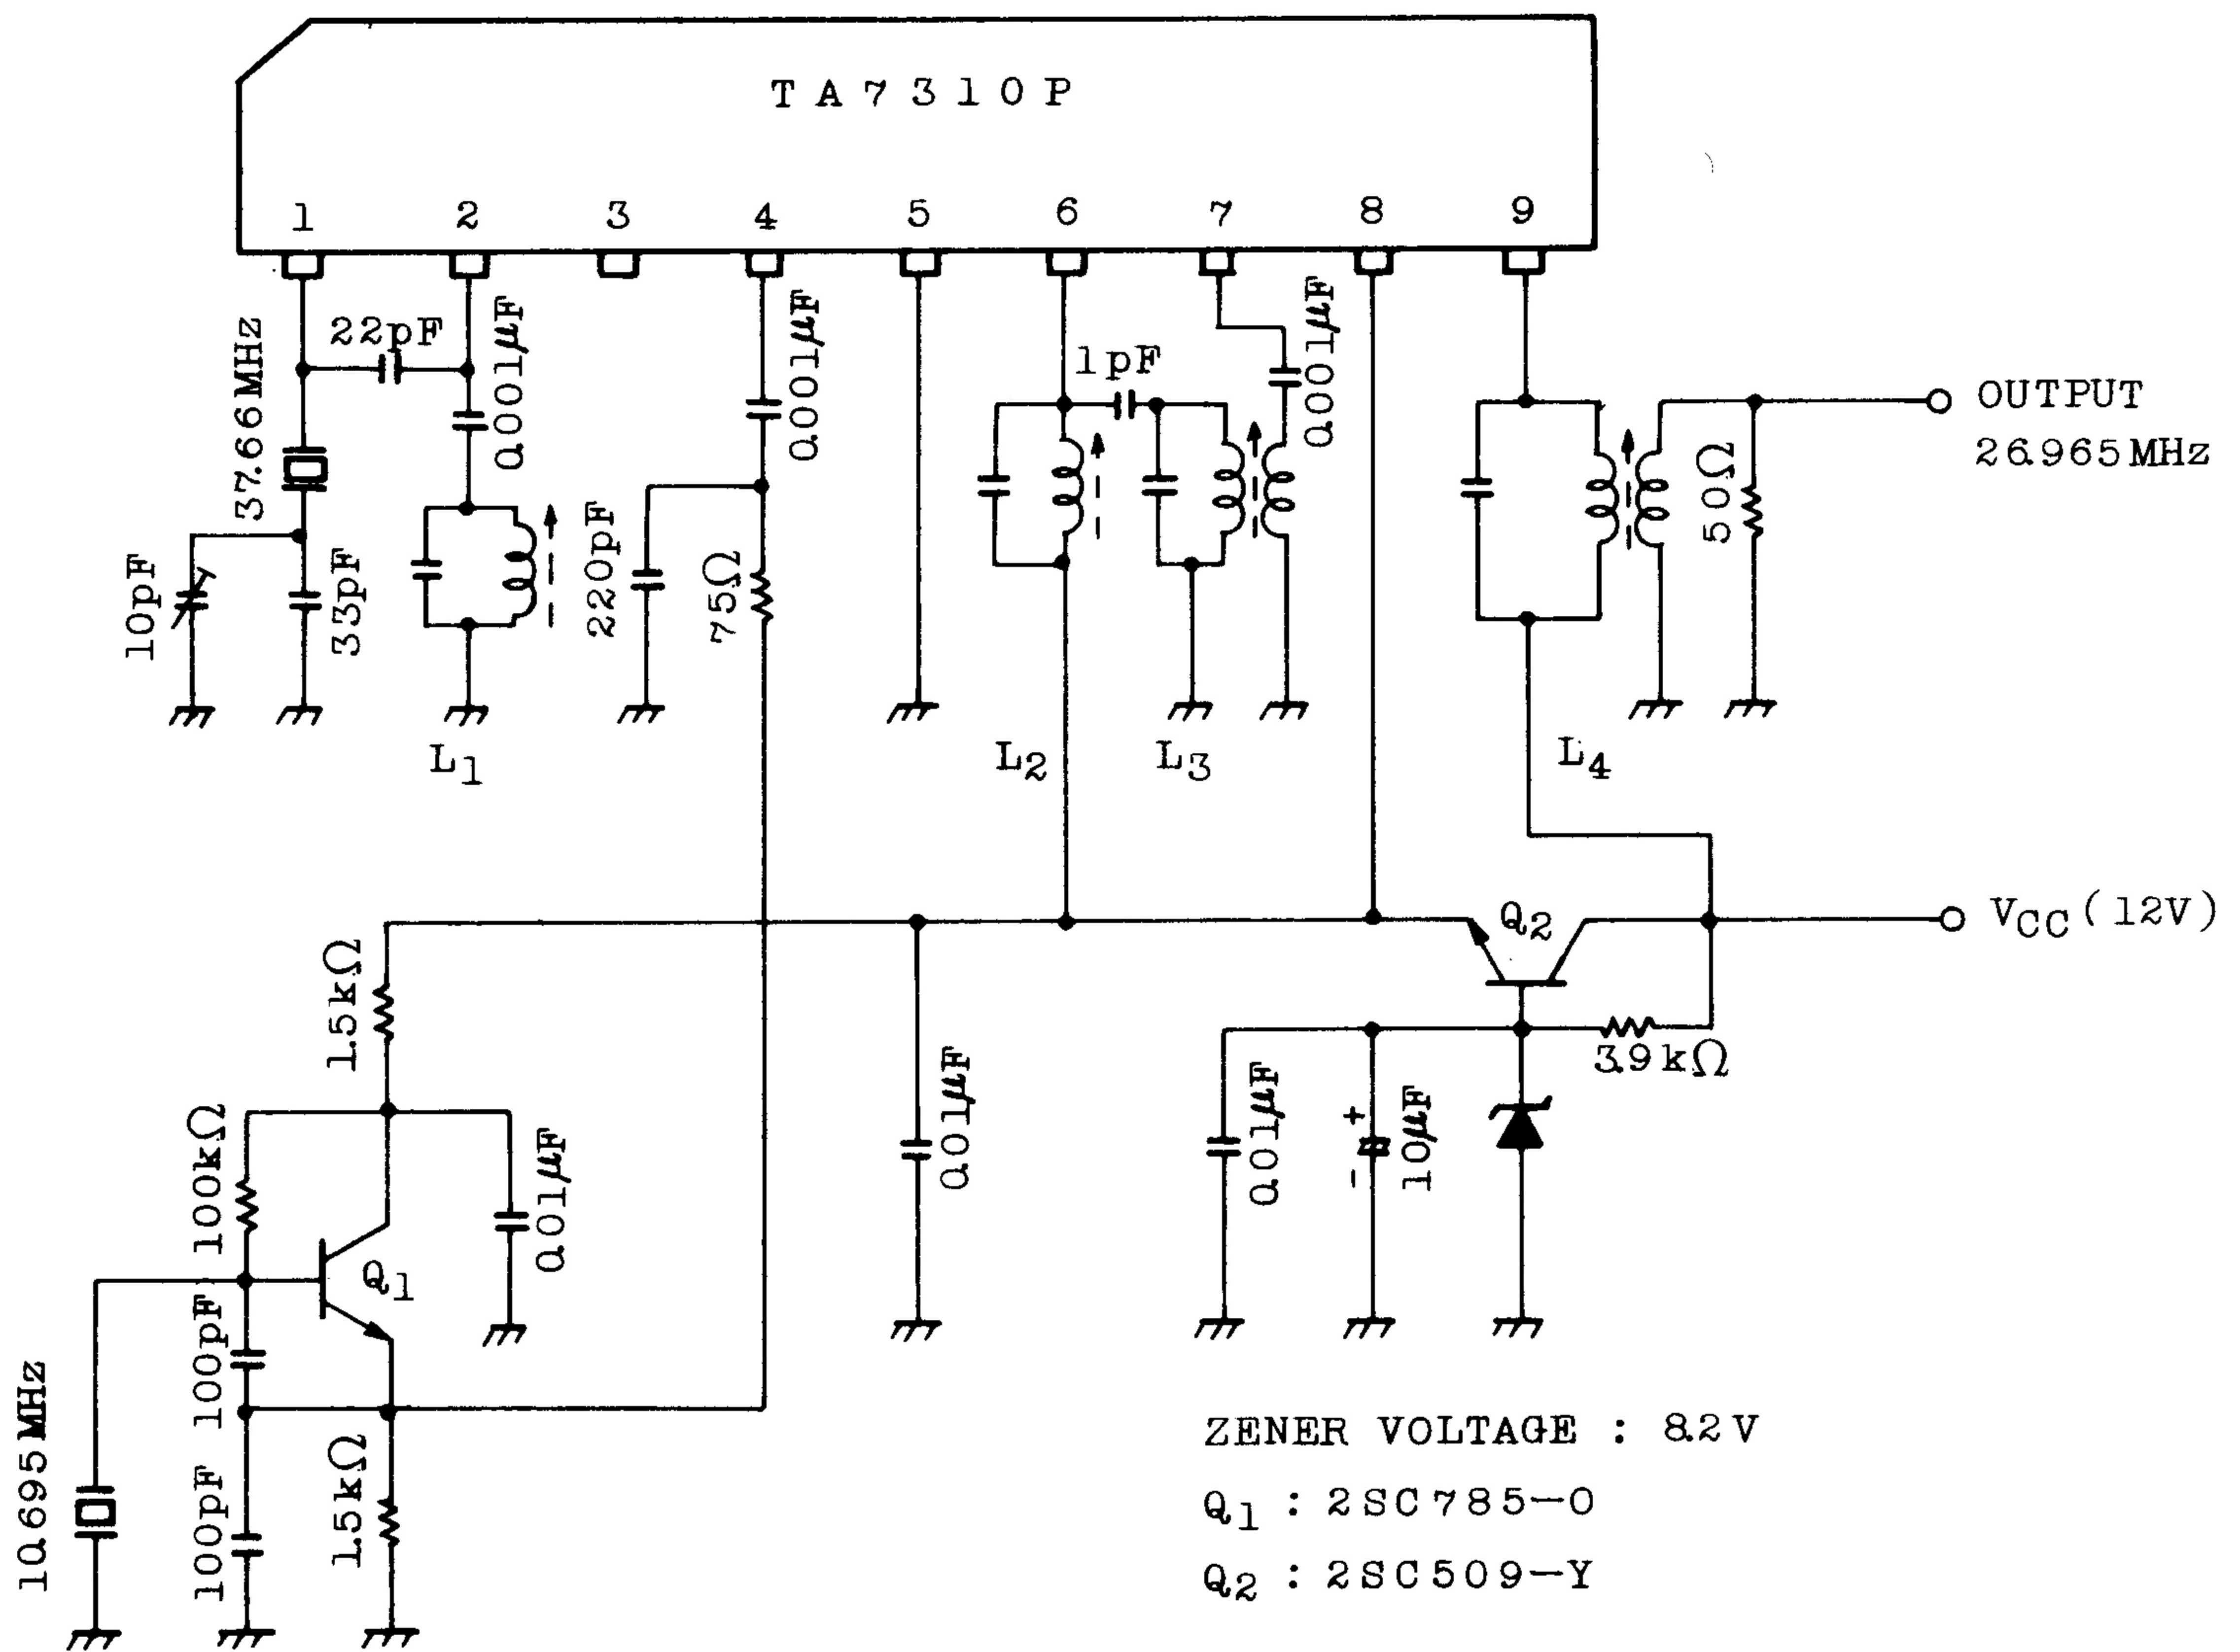 TA7310P
1 2 3 4 5 6 7 8 9
37.66MHz
22pF
0.001μF
0.001μF
1pF
0.001μF
OUTPUT
26.965MHz
10pF
33pF
220pF
75Ω
50Ω
L1
L2
L3
L4
Q2
VCC (12V)
1.5kΩ
3.9kΩ
100kΩ
0.01μF
0.01μF
0.01μF
+
10μF
-
Q1
100pF
10.695MHz
100pF
1.5kΩ
ZENER VOLTAGE : 8.2V
Q1 : 2SC785-O
Q2 : 2SC509-Y